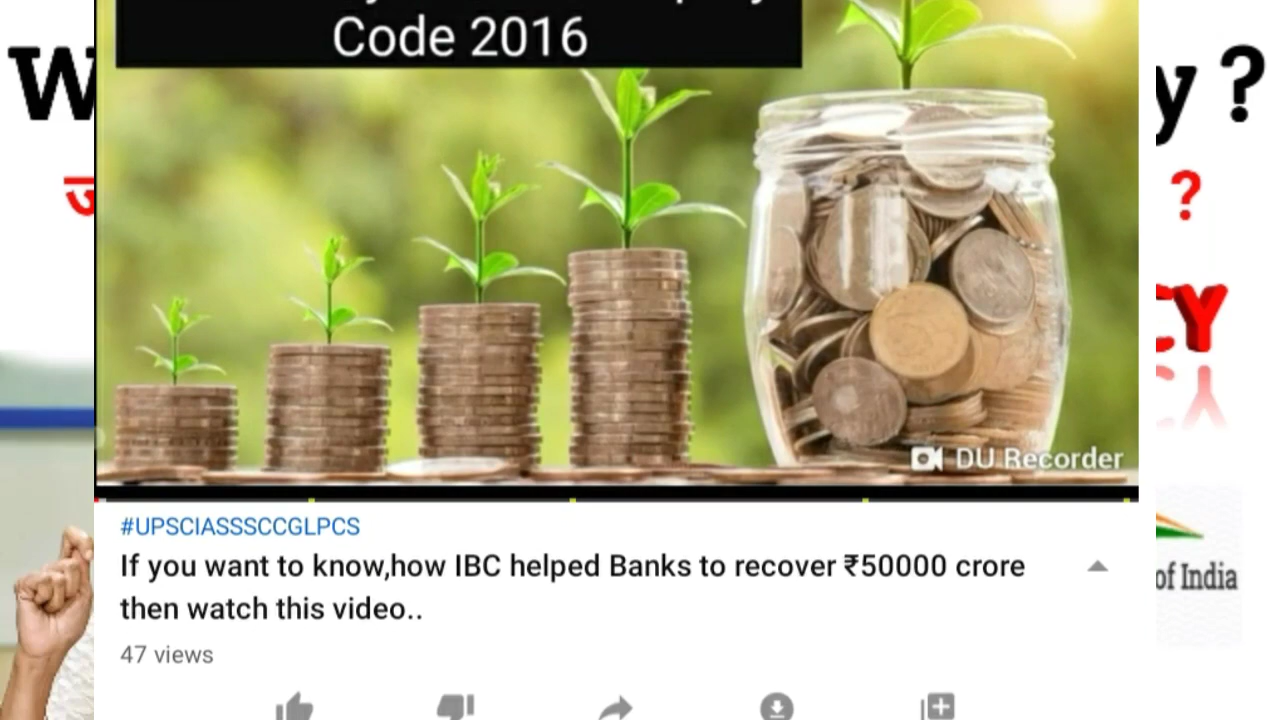 Code 2016
y ?
?
CY
DU Recorder
#UPSCIASSSCCGLPCS
If you want to know,how IBC helped Banks to recover ₹50000 crore
then watch this video..
of India
47 views